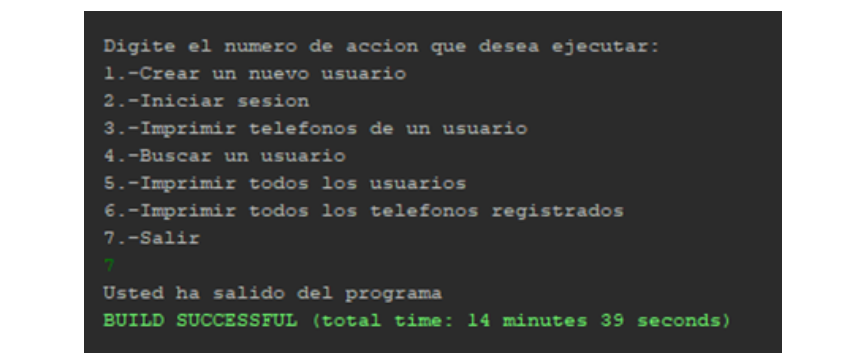 Digite el numero de accion que desea ejecutar:
1.-Crear un nuevo usuario
2.-Iniciar sesion
3.-Imprimir telefonos de un usuario
4.-Buscar un usuario
5.-Imprimir todos los usuarios
6.-Imprimir todos los telefonos registrados
7.-Salir
7
Usted ha salido del programa
BUILD SUCCESSFUL (total time: 14 minutes 39 seconds)